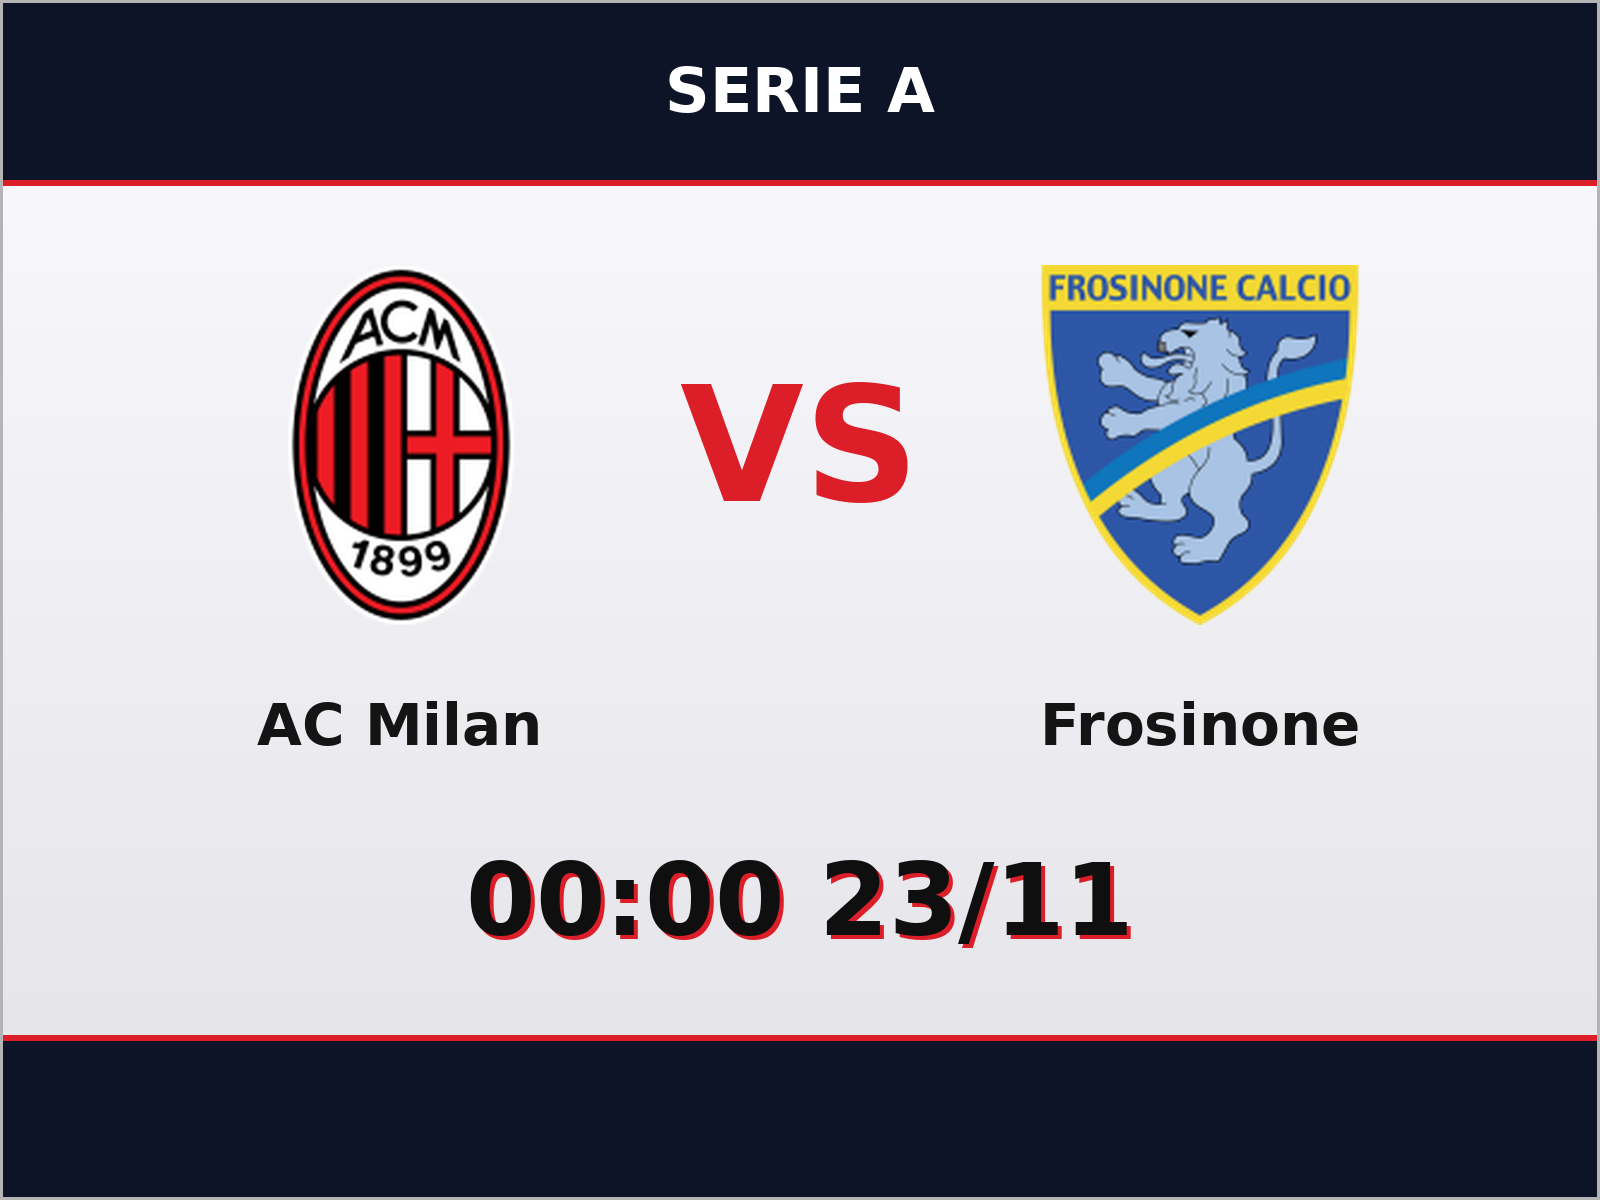 SERIE A
ACM
1899
VS
FROSINONE CALCIO
AC Milan
Frosinone
00:00 23/11